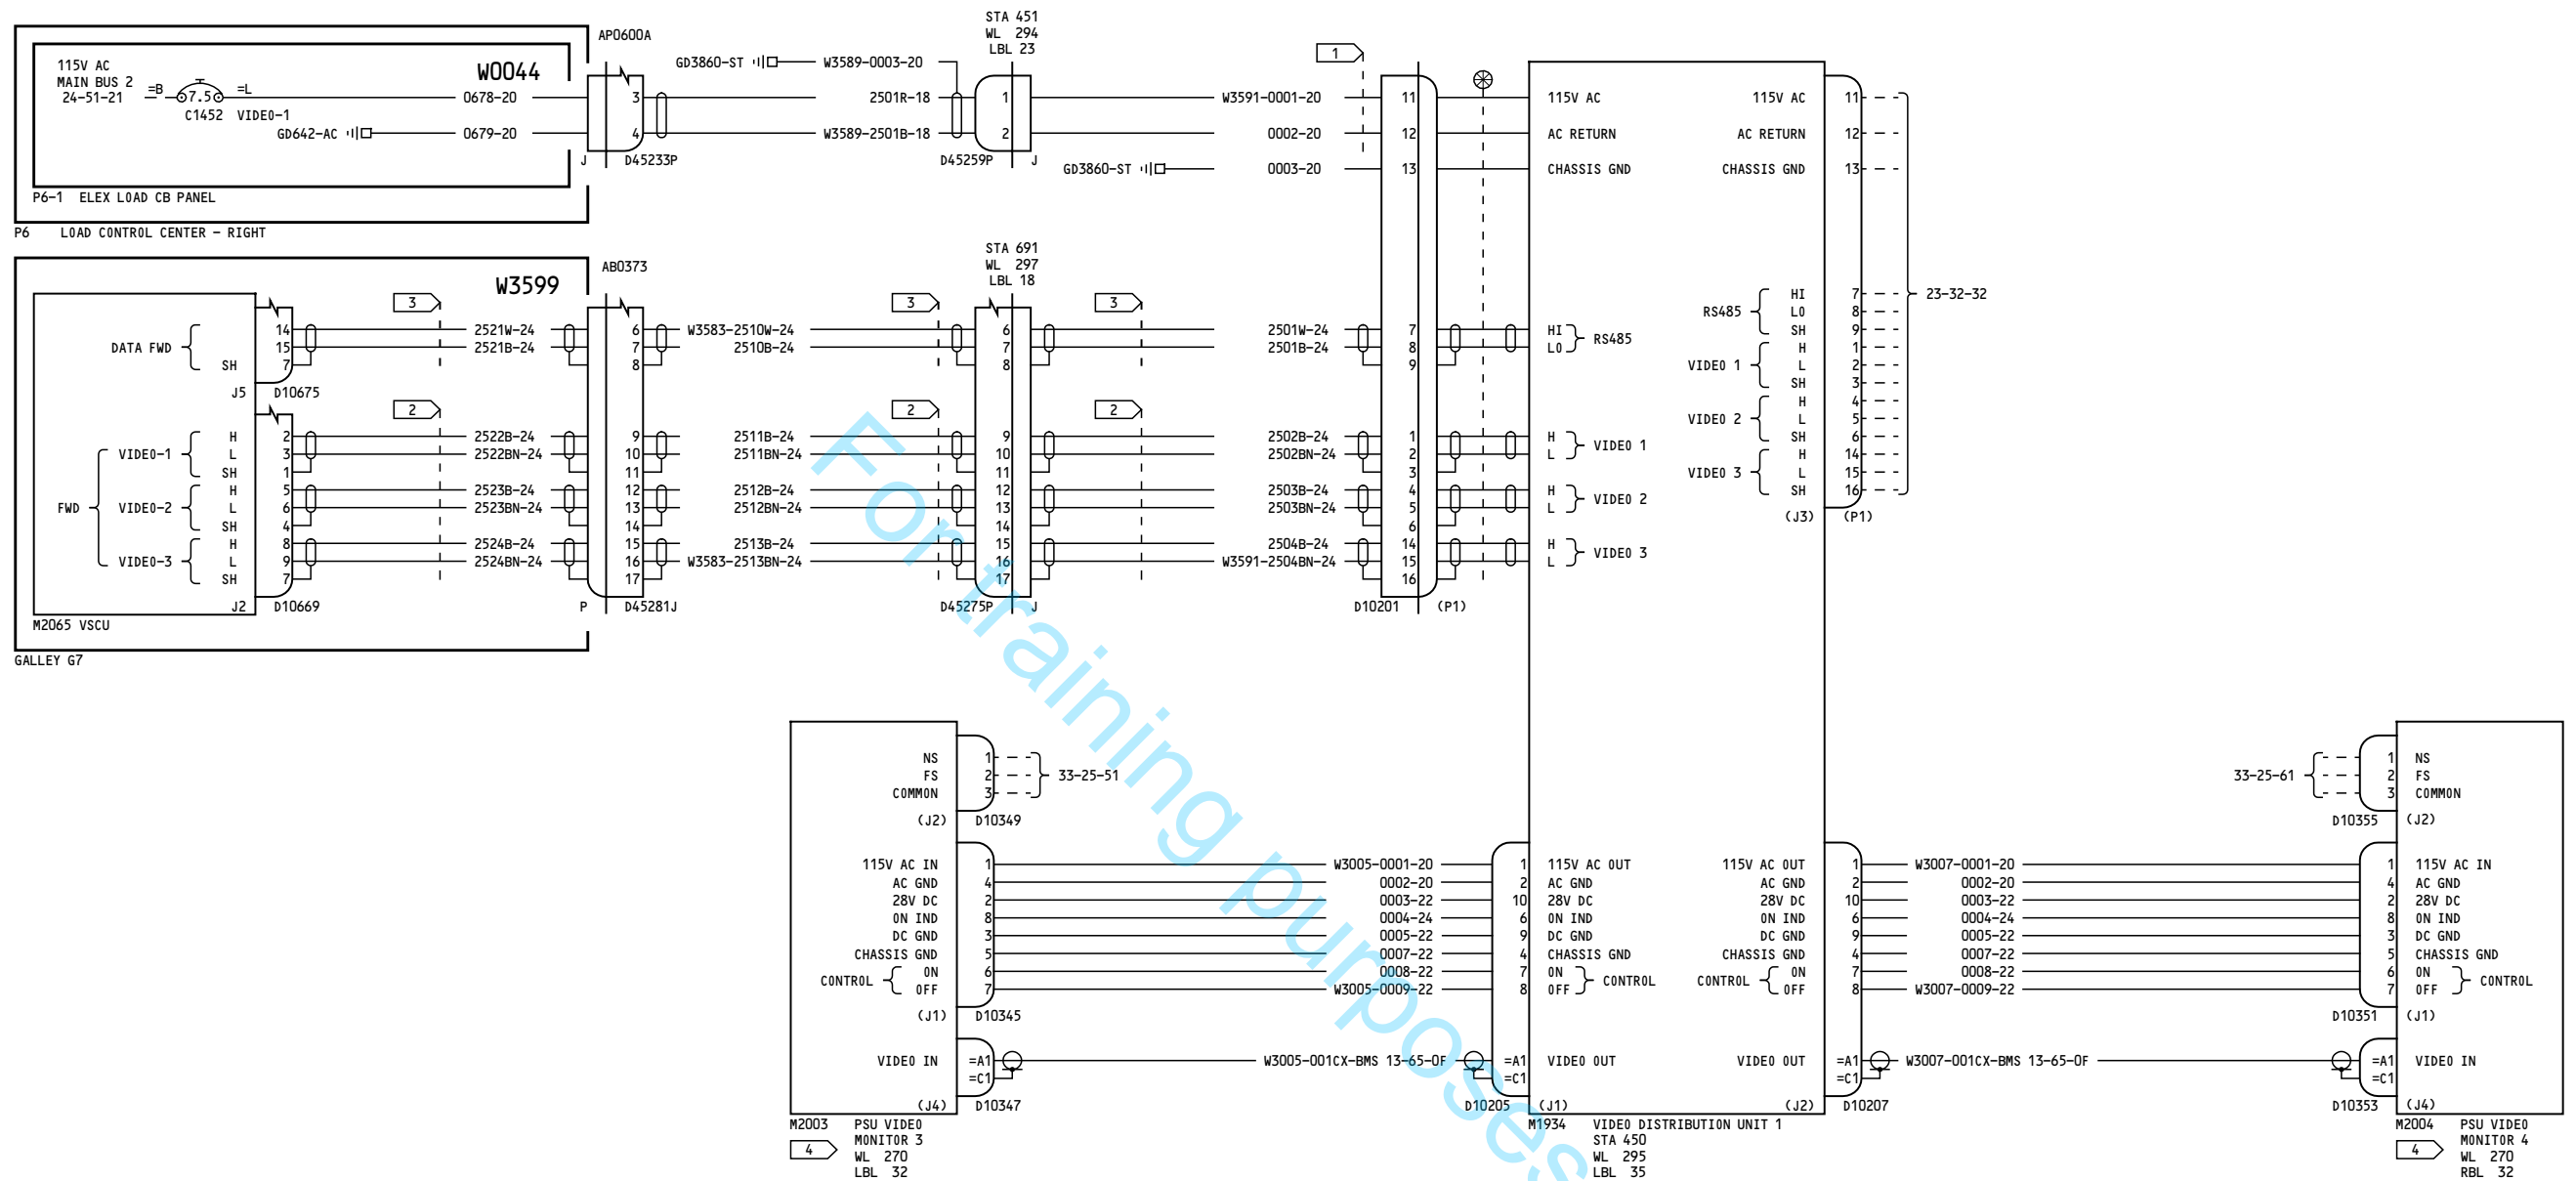 115V AC
MAIN BUS 2
24-51-21
=B
7.5
=L
C1452 VIDEO-1
W0044
0678-20
GD642-AC
0679-20
P6-1 ELEX LOAD CB PANEL
P6 LOAD CONTROL CENTER - RIGHT
AP0600A
J
3
4
D45233P
GD3860-ST
W3589-0003-20
2501R-18
W3589-2501B-18
STA 451
WL 294
LBL 23
1
2
D45259P
J
W3591-0001-20
0002-20
GD3860-ST
0003-20
1
11
12
13
115V AC
AC RETURN
CHASSIS GND
115V AC
AC RETURN
CHASSIS GND
11
12
13
23-32-32
W3599
AB0373
STA 691
WL 297
LBL 18
DATA FWD
SH
14
15
7
J5
D10675
3
2521W-24
2521B-24
6
7
8
W3583-2510W-24
2510B-24
3
6
7
8
3
2501W-24
2501B-24
7
8
9
HI
LO
RS485
RS485
HI
LO
SH
7
8
9
VIDEO 1
H
L
SH
1
2
3
VIDEO 2
H
L
SH
4
5
6
VIDEO 3
H
L
SH
14
15
16
(J3)
(P1)
FWD
VIDEO-1
H
L
SH
2
3
1
VIDEO-2
H
L
SH
5
6
4
VIDEO-3
H
L
SH
8
9
7
J2
D10669
M2065 VSCU
GALLEY G7
2
2522B-24
2522BN-24
2523B-24
2523BN-24
2524B-24
2524BN-24
9
10
11
12
13
14
15
16
17
P
D45281J
2511B-24
2511BN-24
2512B-24
2512BN-24
2513B-24
W3583-2513BN-24
2
9
10
11
12
13
14
15
16
17
D45275P
J
2
2502B-24
2502BN-24
2503B-24
2503BN-24
2504B-24
W3591-2504BN-24
1
2
3
4
5
6
14
15
16
D10201
(P1)
H
L
VIDEO 1
H
L
VIDEO 2
H
L
VIDEO 3
NS
FS
COMMON
1
2
3
33-25-51
(J2)
D10349
115V AC IN
AC GND
28V DC
ON IND
DC GND
CHASSIS GND
CONTROL
ON
OFF
1
4
2
8
3
5
6
7
(J1)
D10345
VIDEO IN
=A1
=C1
(J4)
D10347
M2003 PSU VIDEO
MONITOR 3
WL 270
LBL 32
4
W3005-0001-20
0002-20
0003-22
0004-24
0005-22
0007-22
0008-22
W3005-0009-22
W3005-001CX-BMS 13-65-0F
1
2
10
6
9
4
7
8
=A1
=C1
D10205
(J1)
115V AC OUT
AC GND
28V DC
ON IND
DC GND
CHASSIS GND
ON
OFF
CONTROL
VIDEO OUT
M1934 VIDEO DISTRIBUTION UNIT 1
STA 450
WL 295
LBL 35
115V AC OUT
AC GND
28V DC
ON IND
DC GND
CHASSIS GND
CONTROL
ON
OFF
VIDEO OUT
(J2)
D10207
1
2
10
6
9
4
7
8
=A1
=C1
W3007-0001-20
0002-20
0003-22
0004-24
0005-22
0007-22
0008-22
W3007-0009-22
W3007-001CX-BMS 13-65-0F
33-25-61
1
2
3
NS
FS
COMMON
D10355
(J2)
1
4
2
8
3
5
6
7
115V AC IN
AC GND
28V DC
ON IND
DC GND
CHASSIS GND
ON
OFF
CONTROL
D10351
(J1)
=A1
=C1
VIDEO IN
D10353
(J4)
M2004 PSU VIDEO
MONITOR 4
WL 270
RBL 32
4
For training purposes